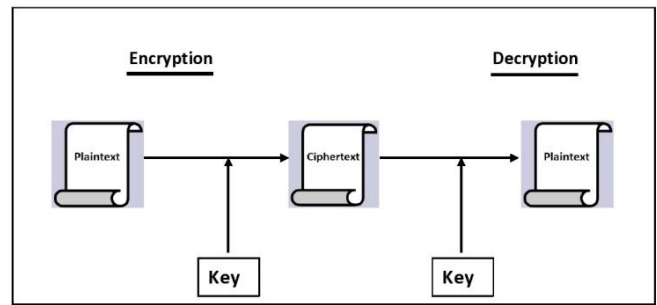 Encryption
Decryption
Plaintext
Ciphertext
Plaintext
Key
Key